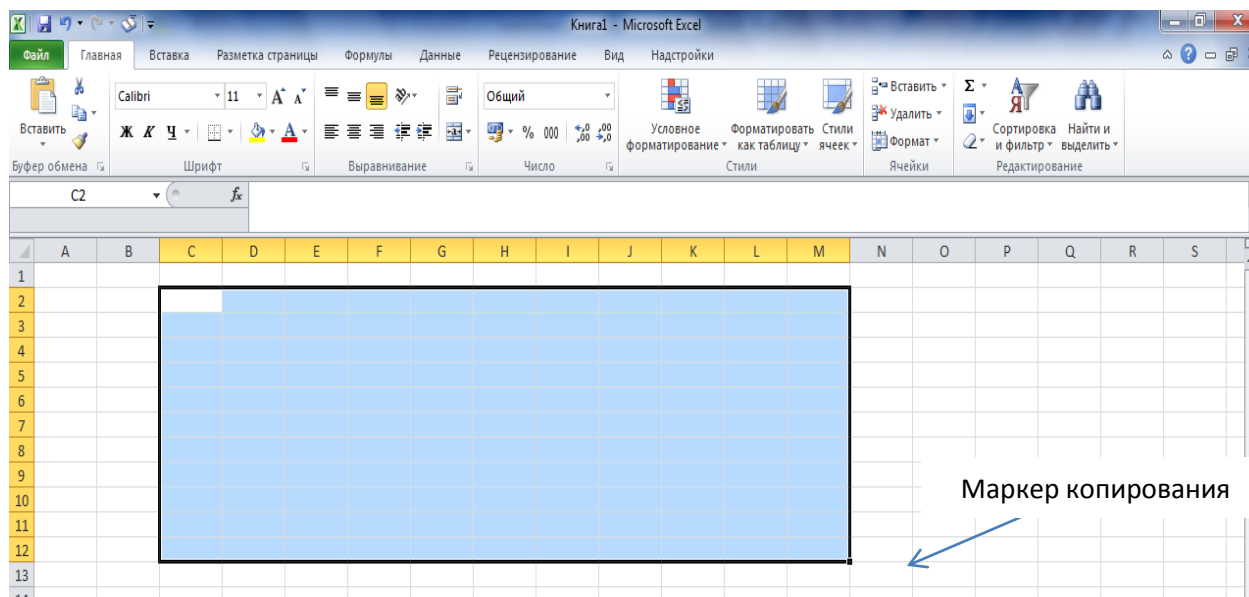 Книга1 - Microsoft Excel
Файл Главная Вставка Разметка страницы Формулы Данные Рецензирование Вид Надстройки
Вставить
Calibri 11
Ж К Ч
Общий
% 000
Условное форматирование
Форматировать как таблицу
Стили ячеек
Вставить
Удалить
Формат
Σ
Сортировка и фильтр
Найти и выделить
Буфер обмена Шрифт Выравнивание Число Стили Ячейки Редактирование
C2 fx
A B C D E F G H I J K L M N O P Q R S
1
2
3
4
5
6
7
8
9
10
11
12
13
Маркер копирования